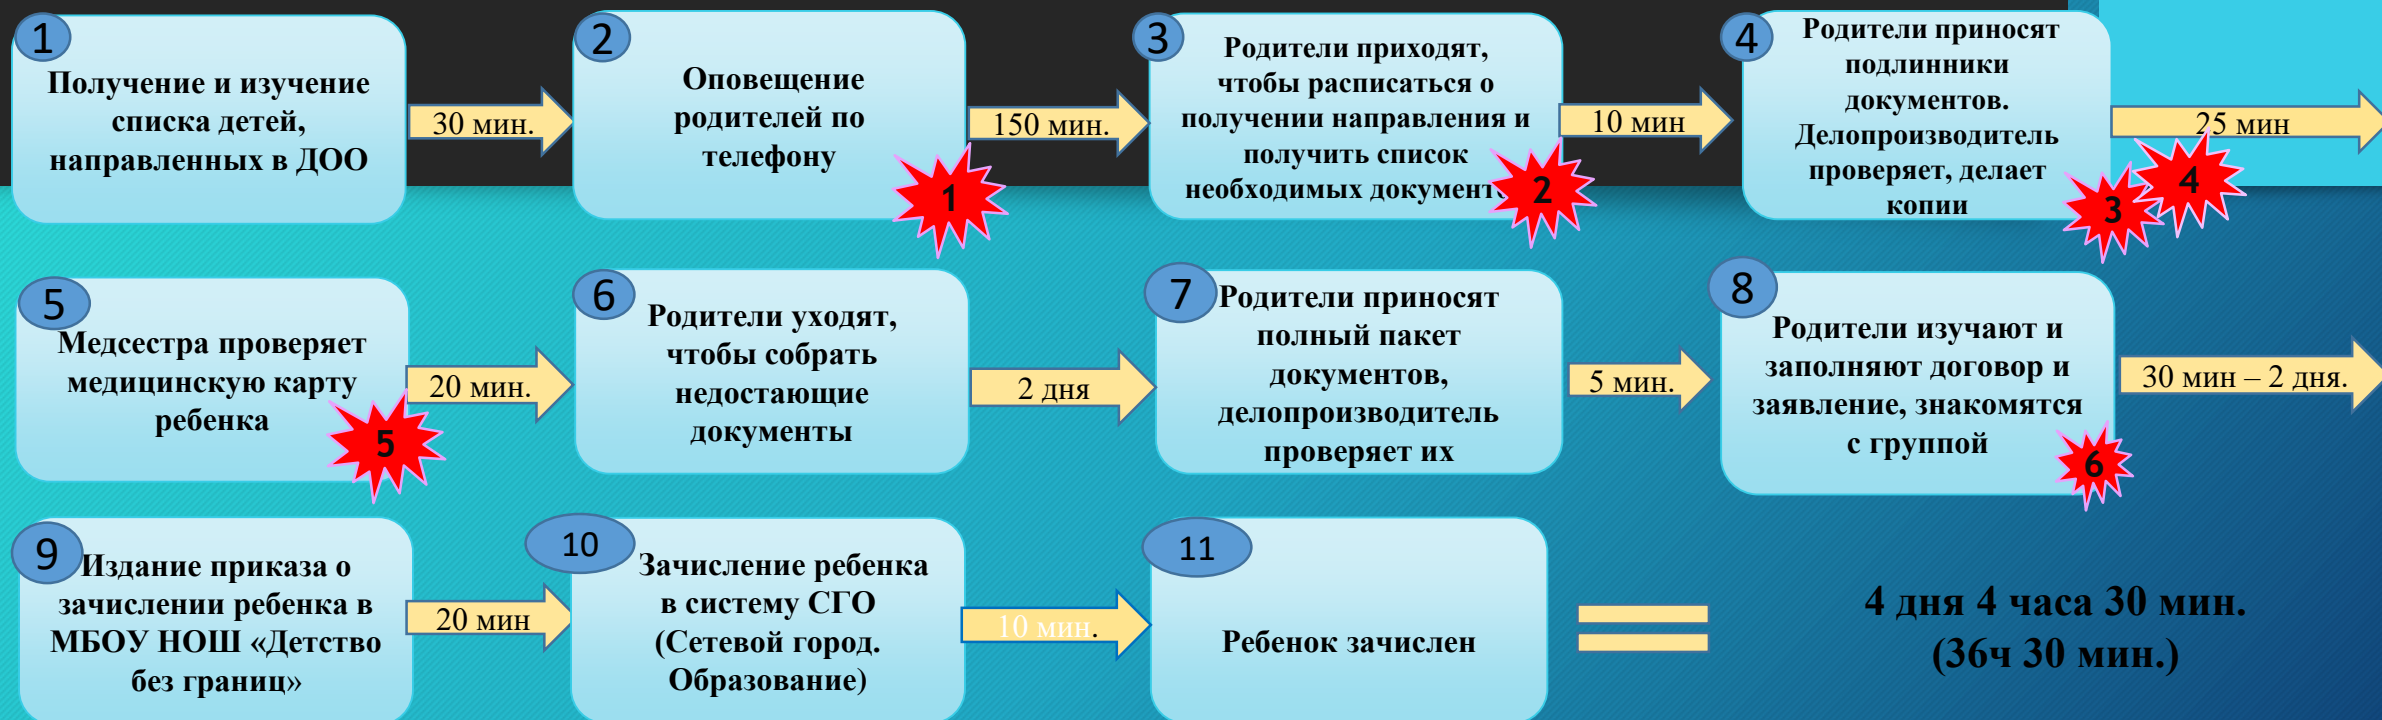 1
Получение и изучение
списка детей,
направленных в ДОО
30 мин.
2
Оповещение
родителей по
телефону
1
150 мин.
3
Родители приходят,
чтобы расписаться о
получении направления и
получить список
необходимых документо
2
10 мин
4
Родители приносят
подлинники
документов.
Делопроизводитель
проверяет, делает
копии
3
4
25 мин
5
Медсестра проверяет
медицинскую карту
ребенка
5
20 мин.
6
Родители уходят,
чтобы собрать
недостающие
документы
2 дня
7
Родители приносят
полный пакет
документов,
делопроизводитель
проверяет их
5 мин.
8
Родители изучают и
заполняют договор и
заявление, знакомятся
с группой
6
30 мин – 2 дня.
9
Издание приказа о
зачислении ребенка в
МБОУ НОШ «Детство
без границ»
20 мин
10
Зачисление ребенка
в систему СГО
(Сетевой город.
Образование)
10 мин.
11
Ребенок зачислен
4 дня 4 часа 30 мин.
(36ч 30 мин.)